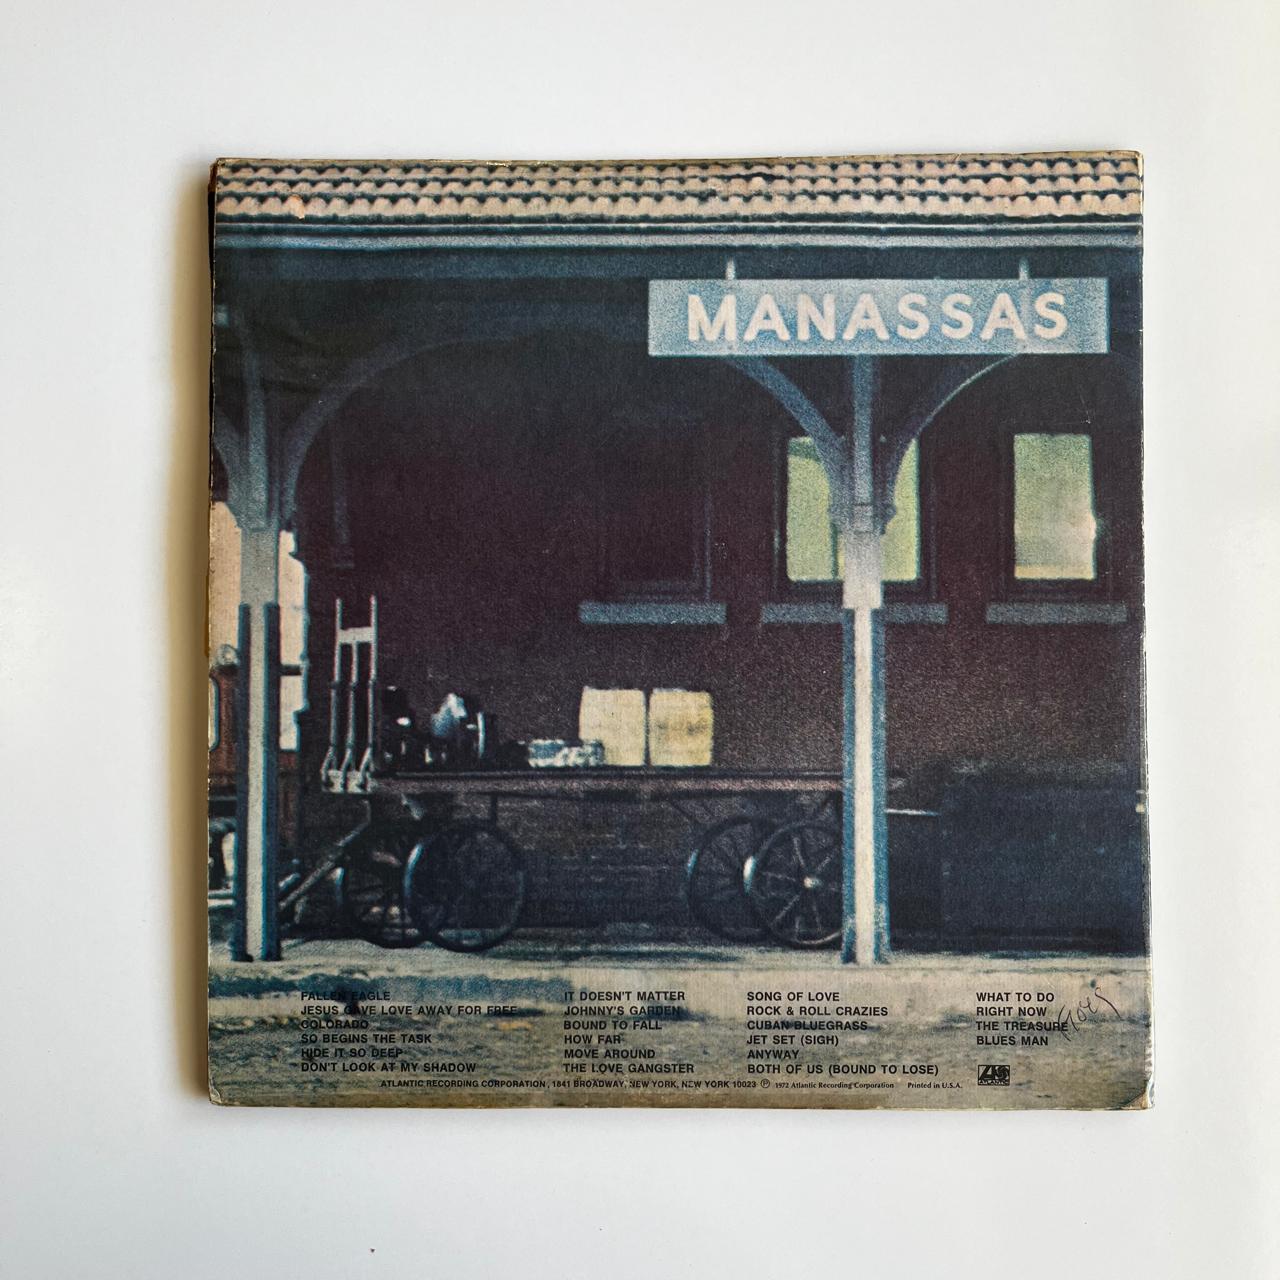 MANASSAS
FALLEN EAGLE
JESUS GAVE LOVE AWAY FOR FREE
COLORADO
SO BEGINS THE TASK
HIDE IT SO DEEP
DON'T LOOK AT MY SHADOW
IT DOESN'T MATTER
JOHNNY'S GARDEN
BOUND TO FALL
HOW FAR
MOVE AROUND
THE LOVE GANGSTER
SONG OF LOVE
ROCK & ROLL CRAZIES
CUBAN BLUEGRASS
JET SET (SIGH)
ANYWAY
BOTH OF US (BOUND TO LOSE)
WHAT TO DO
RIGHT NOW
THE TREASURE
BLUES MAN
ATLANTIC RECORDING CORPORATION, 1841 BROADWAY, NEW YORK, NEW YORK 10023 ℗ 1972 Atlantic Recording Corporation Printed in U.S.A.
ATLANTIC